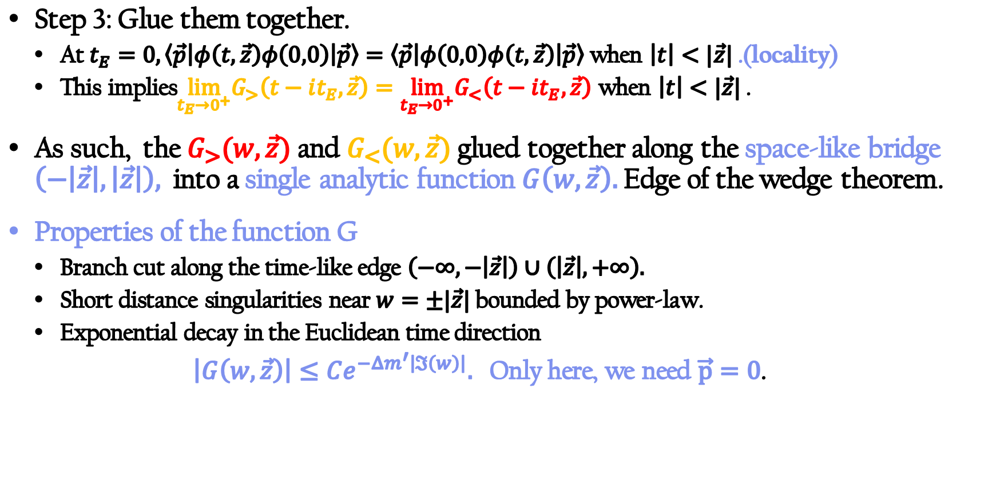 • Step 3: Glue them together.
• At $t_E = 0, \langle\vec{p}|\phi(t,\vec{z})\phi(0,0)|\vec{p}\rangle = \langle\vec{p}|\phi(0,0)\phi(t,\vec{z})|\vec{p}\rangle$ when $|t| < |\vec{z}|$ .(locality)
• This implies $\lim_{t_E \to 0^+} G_>(t - it_E, \vec{z}) = \lim_{t_E \to 0^+} G_<(t - it_E, \vec{z})$ when $|t| < |\vec{z}|$ .
• As such, the $G_>(w, \vec{z})$ and $G_<(w, \vec{z})$ glued together along the space-like bridge
$(-|\vec{z}|, |\vec{z}|)$, into a single analytic function $G(w, \vec{z})$. Edge of the wedge theorem.
• Properties of the function G
• Branch cut along the time-like edge $(-\infty, -|\vec{z}|) \cup (|\vec{z}|, +\infty)$.
• Short distance singularities near $w = \pm|\vec{z}|$ bounded by power-law.
• Exponential decay in the Euclidean time direction
$|G(w, \vec{z})| \leq Ce^{-\Delta m'|\Im(w)|}$. Only here, we need $\vec{p} = 0$.